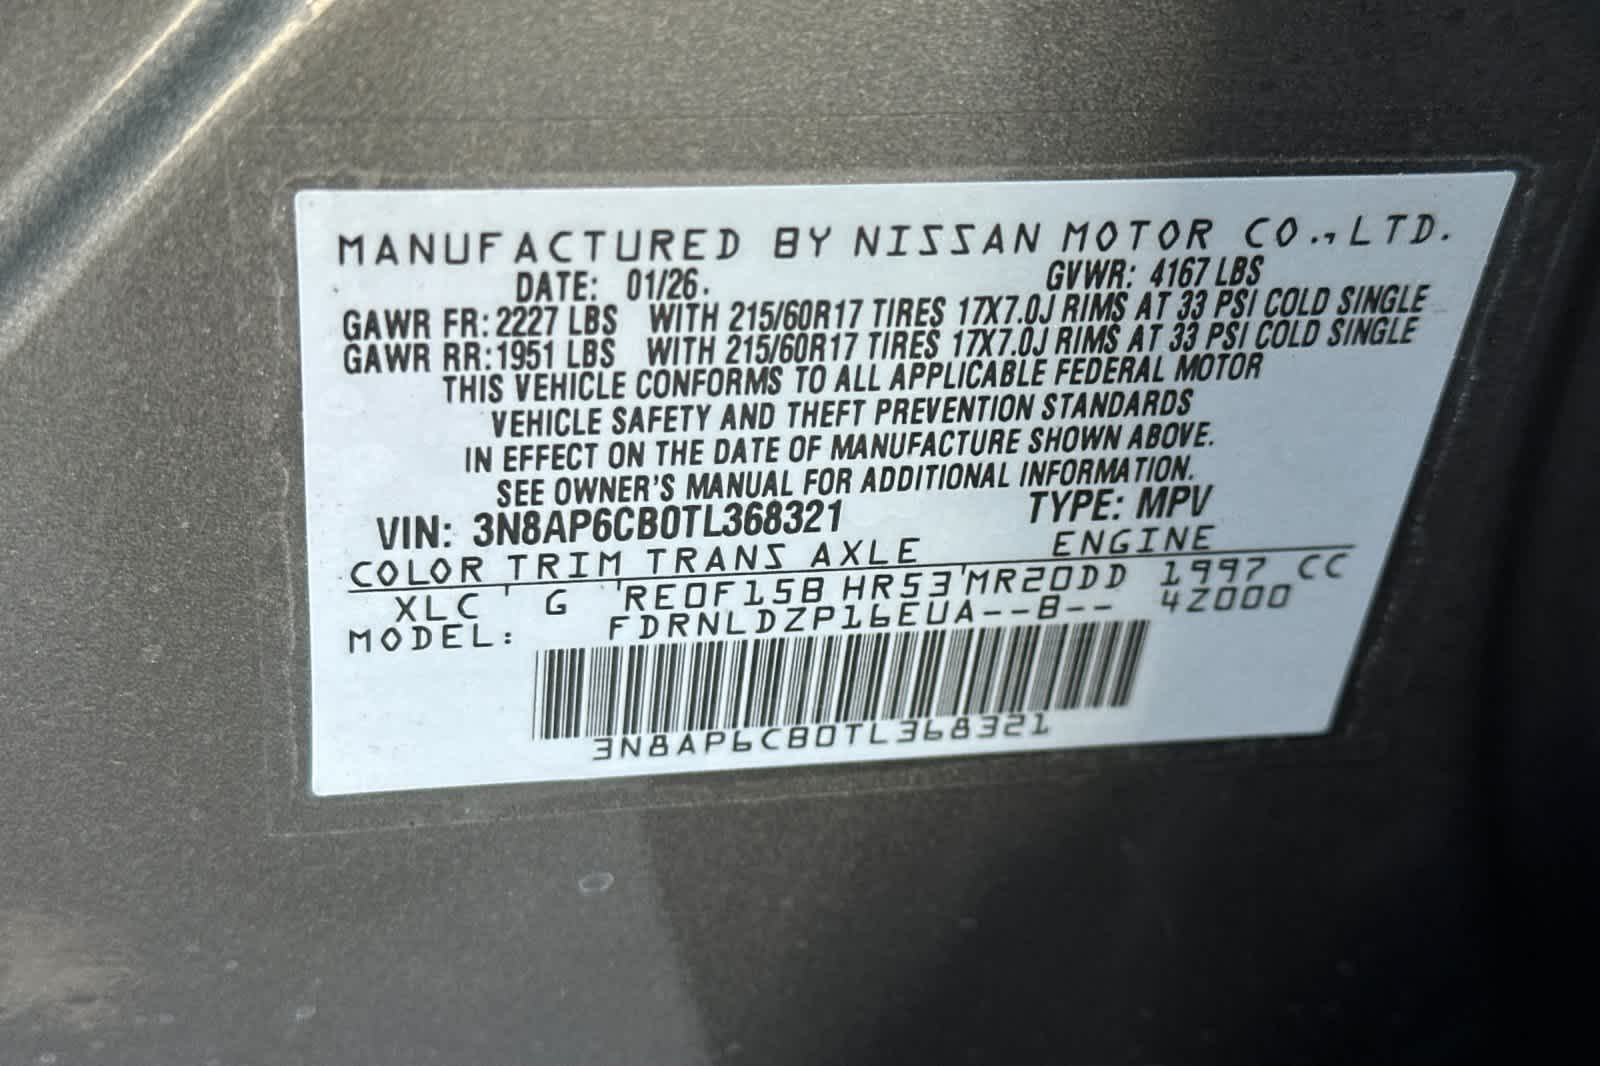 MANUFACTURED BY NISSAN MOTOR CO., LTD.
DATE: 01/26. GVWR: 4167 LBS
GAWR FR: 2227 LBS WITH 215/60R17 TIRES 17X7.0J RIMS AT 33 PSI COLD SINGLE
GAWR RR: 1951 LBS WITH 215/60R17 TIRES 17X7.0J RIMS AT 33 PSI COLD SINGLE
THIS VEHICLE CONFORMS TO ALL APPLICABLE FEDERAL MOTOR
VEHICLE SAFETY AND THEFT PREVENTION STANDARDS
IN EFFECT ON THE DATE OF MANUFACTURE SHOWN ABOVE.
SEE OWNER'S MANUAL FOR ADDITIONAL INFORMATION.
VIN: 3N8AP6CB0TL368321 TYPE: MPV
COLOR TRIM TRANS AXLE ENGINE
XLC G RE0F15B HR53 MR20DD 1997 CC
MODEL: FDRNLDZP16EUA--B-- 4Z000
3N8AP6CB0TL368321